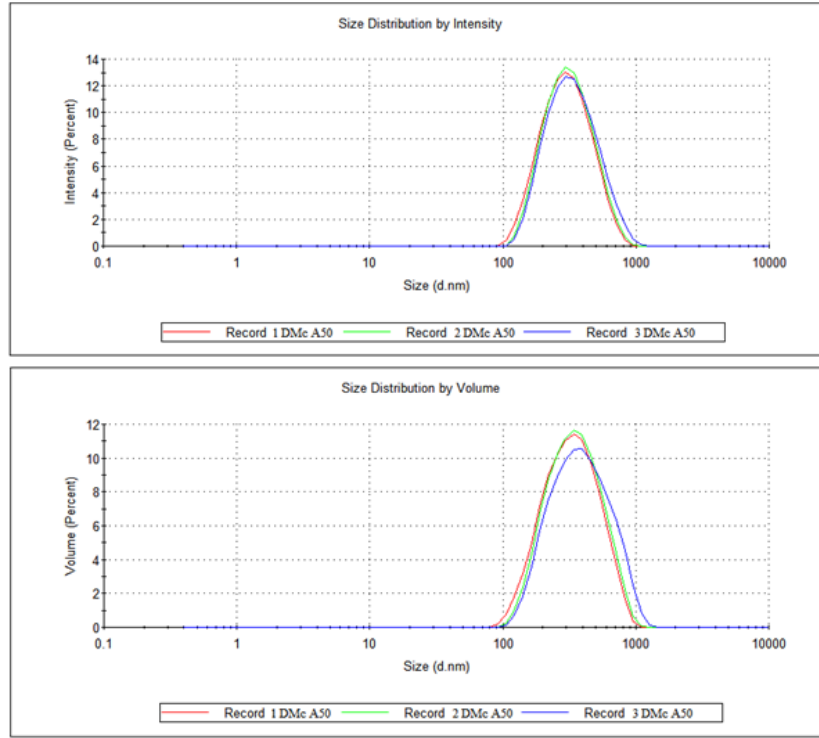 Size Distribution by Intensity
14
12
10
8
6
4
2
0
Intensity (Percent)
0.1 1 10 100 1000 10000
Size (d.nm)
Record 1 DMc A50 Record 2 DMc A50 Record 3 DMc A50
Size Distribution by Volume
12
10
8
6
4
2
0
Volume (Percent)
0.1 1 10 100 1000 10000
Size (d.nm)
Record 1 DMc A50 Record 2 DMc A50 Record 3 DMc A50